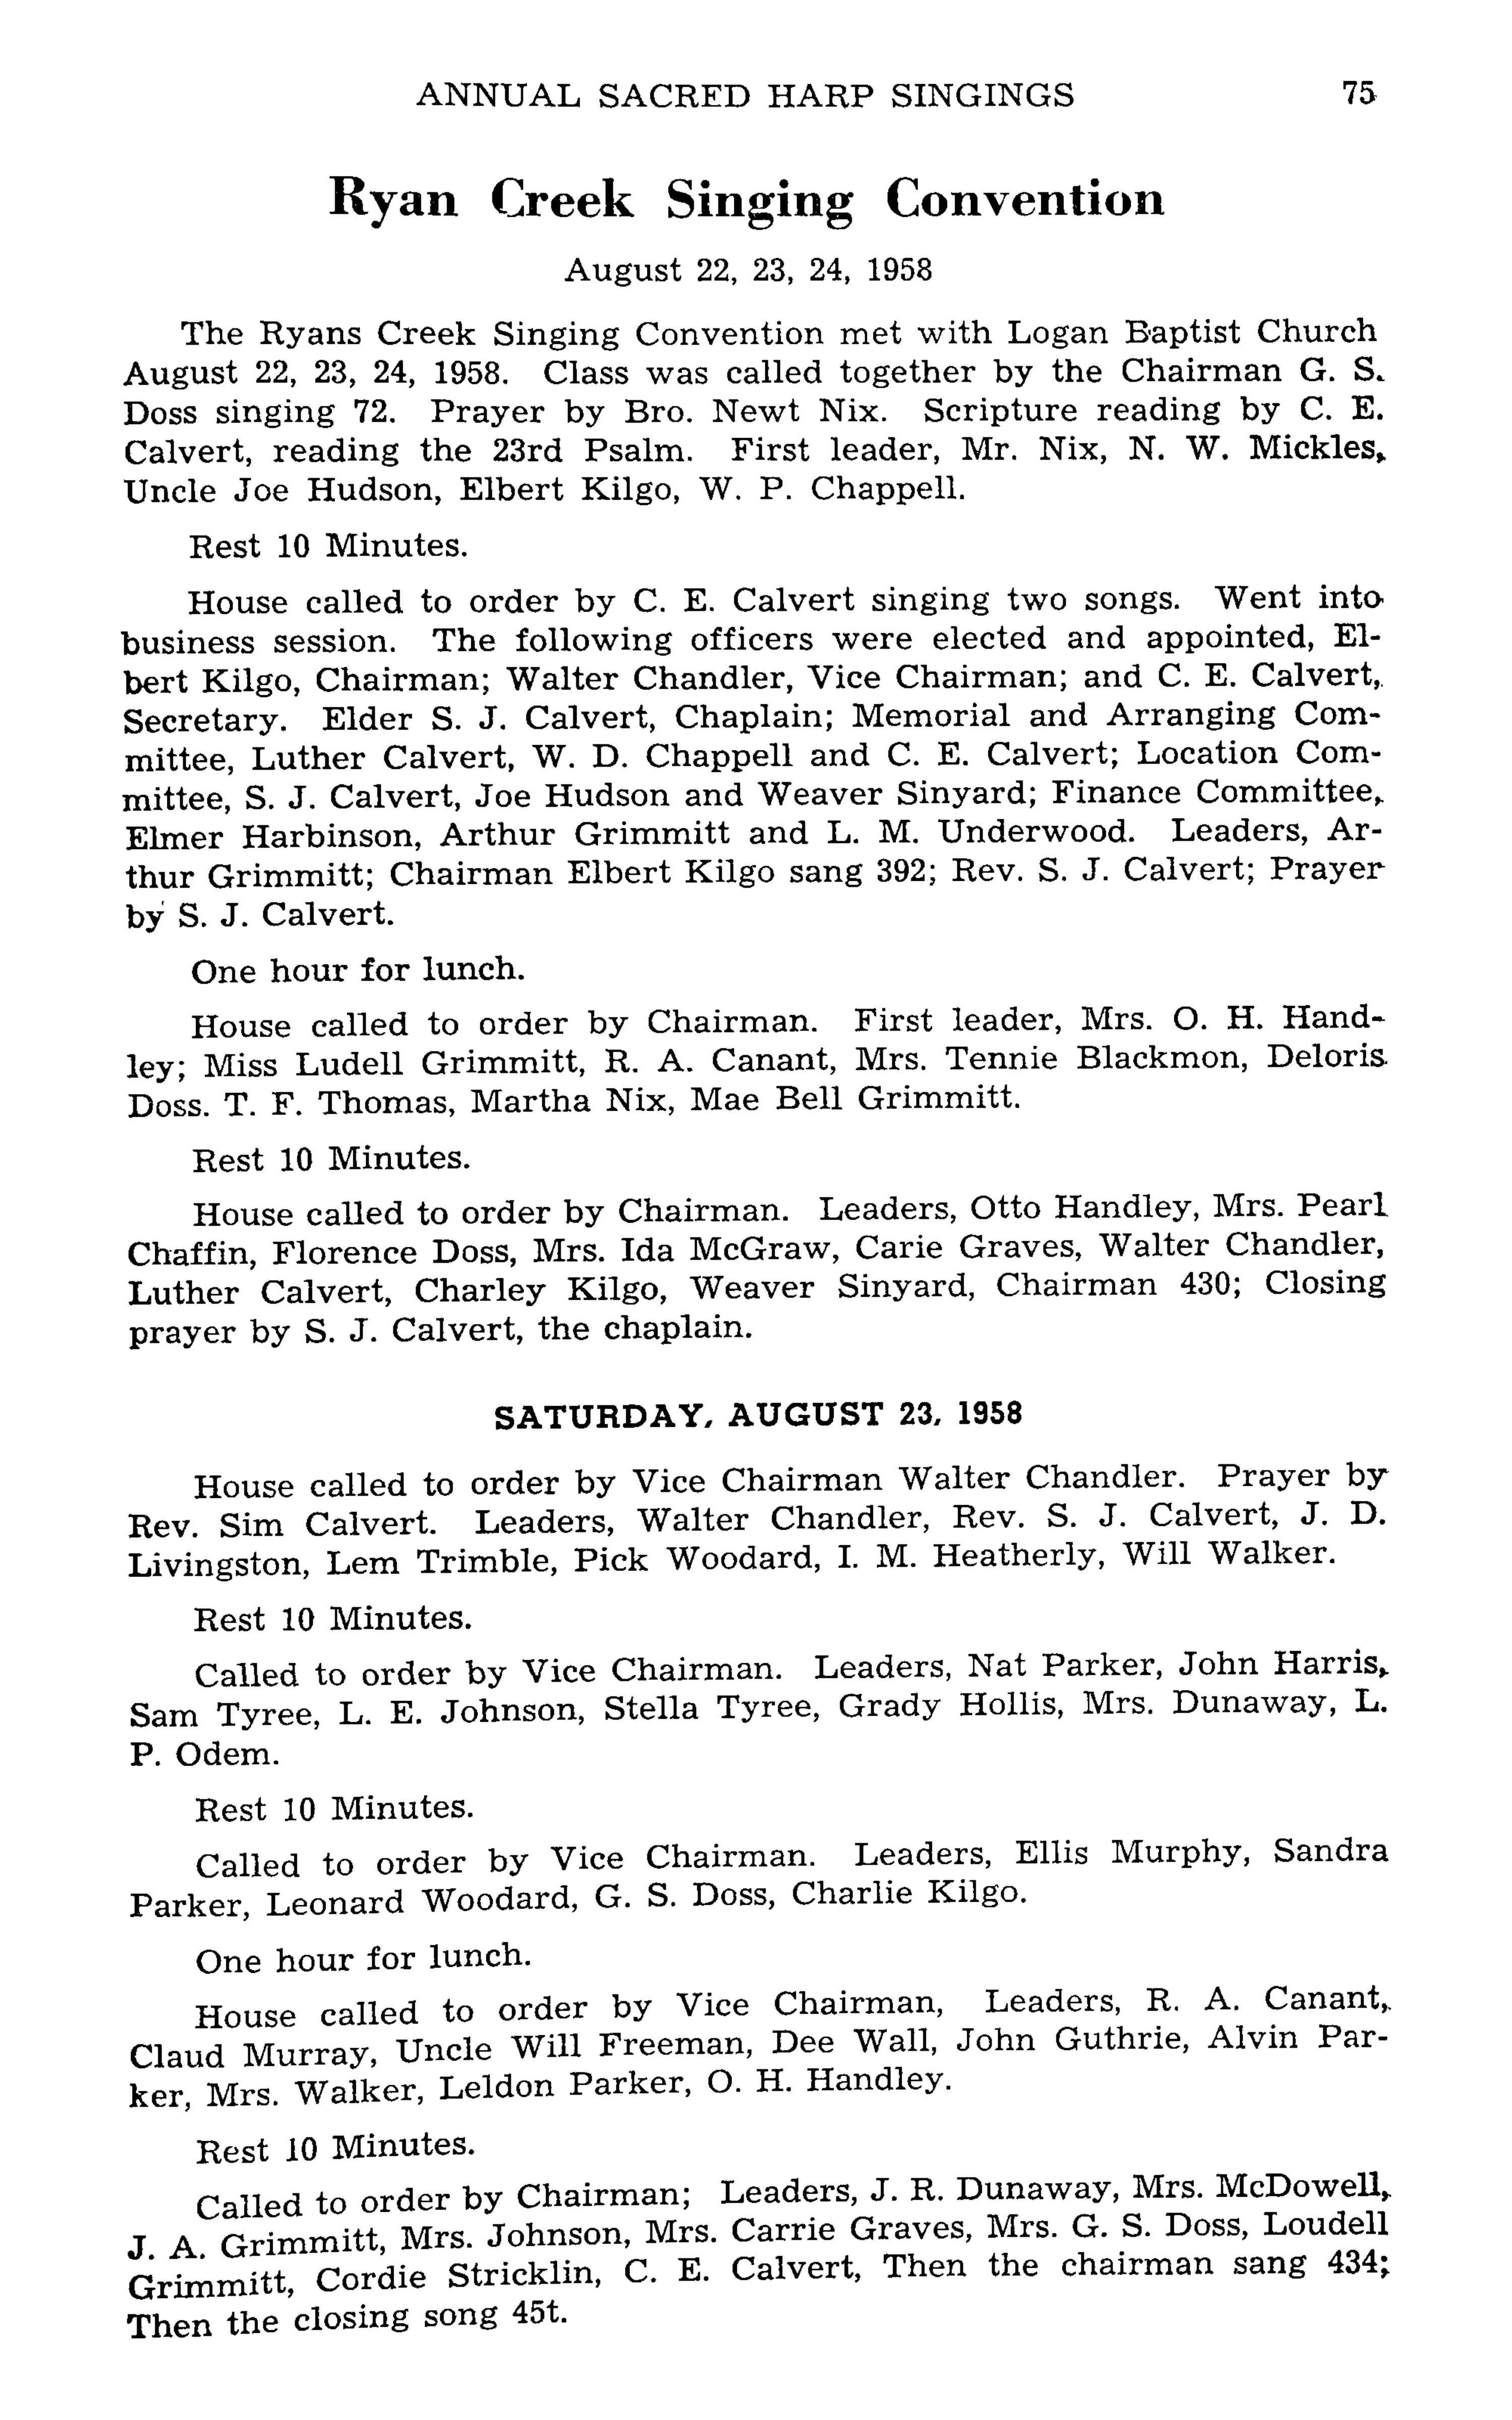 ANNUAL SACRED HARP SINGINGS 75
Ryan Creek Singing Convention
August 22, 23, 24, 1958
The Ryans Creek Singing Convention met with Logan Baptist Church
August 22, 23, 24, 1958. Class was called together by the Chairman G. S.
Doss singing 72. Prayer by Bro. Newt Nix. Scripture reading by C. E.
Calvert, reading the 23rd Psalm. First leader, Mr. Nix, N. W. Mickles,
Uncle Joe Hudson, Elbert Kilgo, W. P. Chappell.
Rest 10 Minutes.
House called to order by C. E. Calvert singing two songs. Went into
business session. The following officers were elected and appointed, El-
bert Kilgo, Chairman; Walter Chandler, Vice Chairman; and C. E. Calvert,
Secretary. Elder S. J. Calvert, Chaplain; Memorial and Arranging Com-
mittee, Luther Calvert, W. D. Chappell and C. E. Calvert; Location Com-
mittee, S. J. Calvert, Joe Hudson and Weaver Sinyard; Finance Committee,
Elmer Harbinson, Arthur Grimmitt and L. M. Underwood. Leaders, Ar-
thur Grimmitt; Chairman Elbert Kilgo sang 392; Rev. S. J. Calvert; Prayer
by S. J. Calvert.
One hour for lunch.
House called to order by Chairman. First leader, Mrs. O. H. Hand-
ley; Miss Ludell Grimmitt, R. A. Canant, Mrs. Tennie Blackmon, Deloris
Doss. T. F. Thomas, Martha Nix, Mae Bell Grimmitt.
Rest 10 Minutes.
House called to order by Chairman. Leaders, Otto Handley, Mrs. Pearl
Chaffin, Florence Doss, Mrs. Ida McGraw, Carie Graves, Walter Chandler,
Luther Calvert, Charley Kilgo, Weaver Sinyard, Chairman 430; Closing
prayer by S. J. Calvert, the chaplain.
SATURDAY, AUGUST 23, 1958
House called to order by Vice Chairman Walter Chandler. Prayer by
Rev. Sim Calvert. Leaders, Walter Chandler, Rev. S. J. Calvert, J. D.
Livingston, Lem Trimble, Pick Woodard, I. M. Heatherly, Will Walker.
Rest 10 Minutes.
Called to order by Vice Chairman. Leaders, Nat Parker, John Harris,
Sam Tyree, L. E. Johnson, Stella Tyree, Grady Hollis, Mrs. Dunaway, L.
P. Odem.
Rest 10 Minutes.
Called to order by Vice Chairman. Leaders, Ellis Murphy, Sandra
Parker, Leonard Woodard, G. S. Doss, Charlie Kilgo.
One hour for lunch.
House called to order by Vice Chairman, Leaders, R. A. Canant,
Claud Murray, Uncle Will Freeman, Dee Wall, John Guthrie, Alvin Par-
ker, Mrs. Walker, Leldon Parker, O. H. Handley.
Rest 10 Minutes.
Called to order by Chairman; Leaders, J. R. Dunaway, Mrs. McDowell,
J. A. Grimmitt, Mrs. Johnson, Mrs. Carrie Graves, Mrs. G. S. Doss, Loudell
Grimmitt, Cordie Stricklin, C. E. Calvert, Then the chairman sang 434;
Then the closing song 45t.